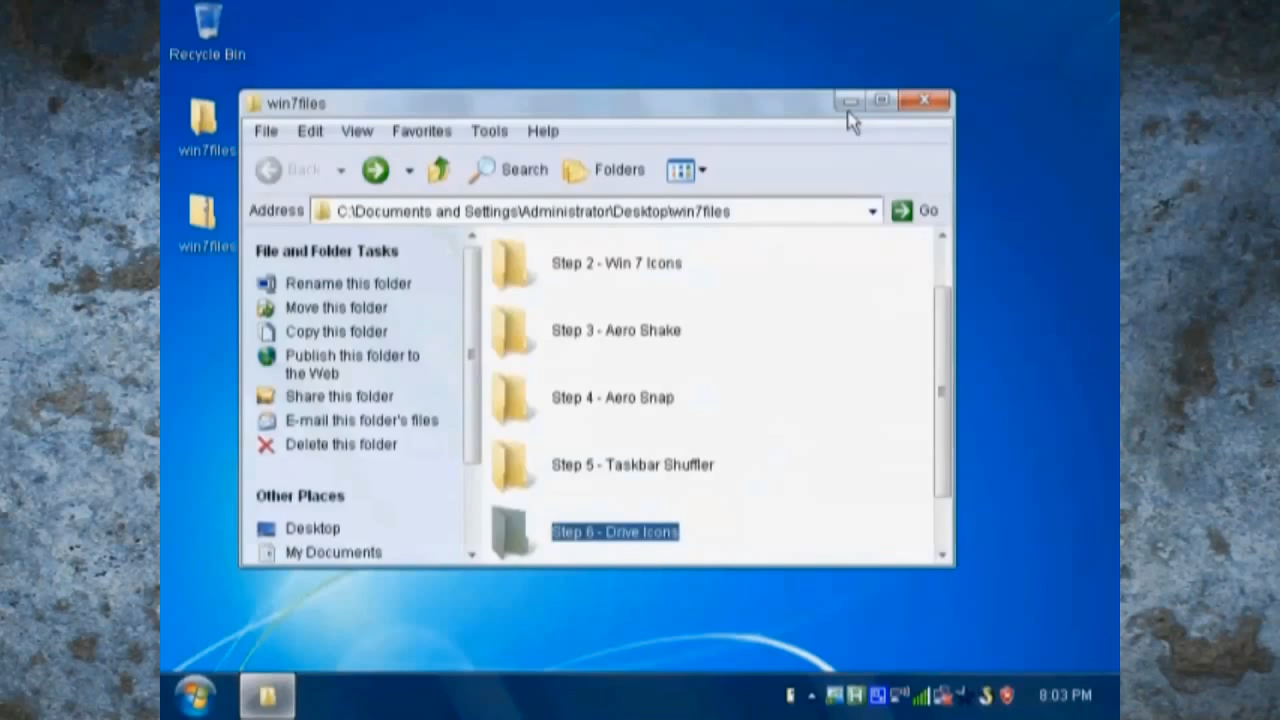 Recycle Bin
win7files
win7files
win7files
File Edit View Favorites Tools Help
Back Search Folders
Address C:\Documents and Settings\Administrator\Desktop\win7files Go
File and Folder Tasks
Rename this folder
Move this folder
Copy this folder
Publish this folder to
the Web
Share this folder
E-mail this folder's files
Delete this folder
Other Places
Desktop
My Documents
Step 2 - Win 7 Icons
Step 3 - Aero Shake
Step 4 - Aero Snap
Step 5 - Taskbar Shuffler
Step 6 - Drive Icons
8:03 PM